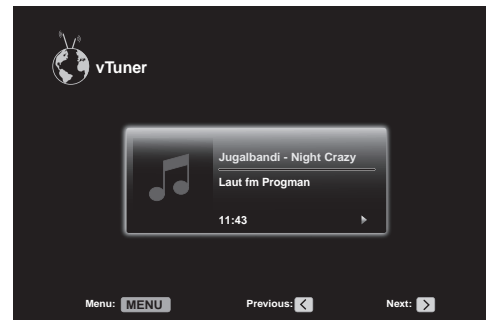 vTuner
Jugalbandi - Night Crazy
Laut fm Progman
11:43
Menu: MENU Previous: Next: